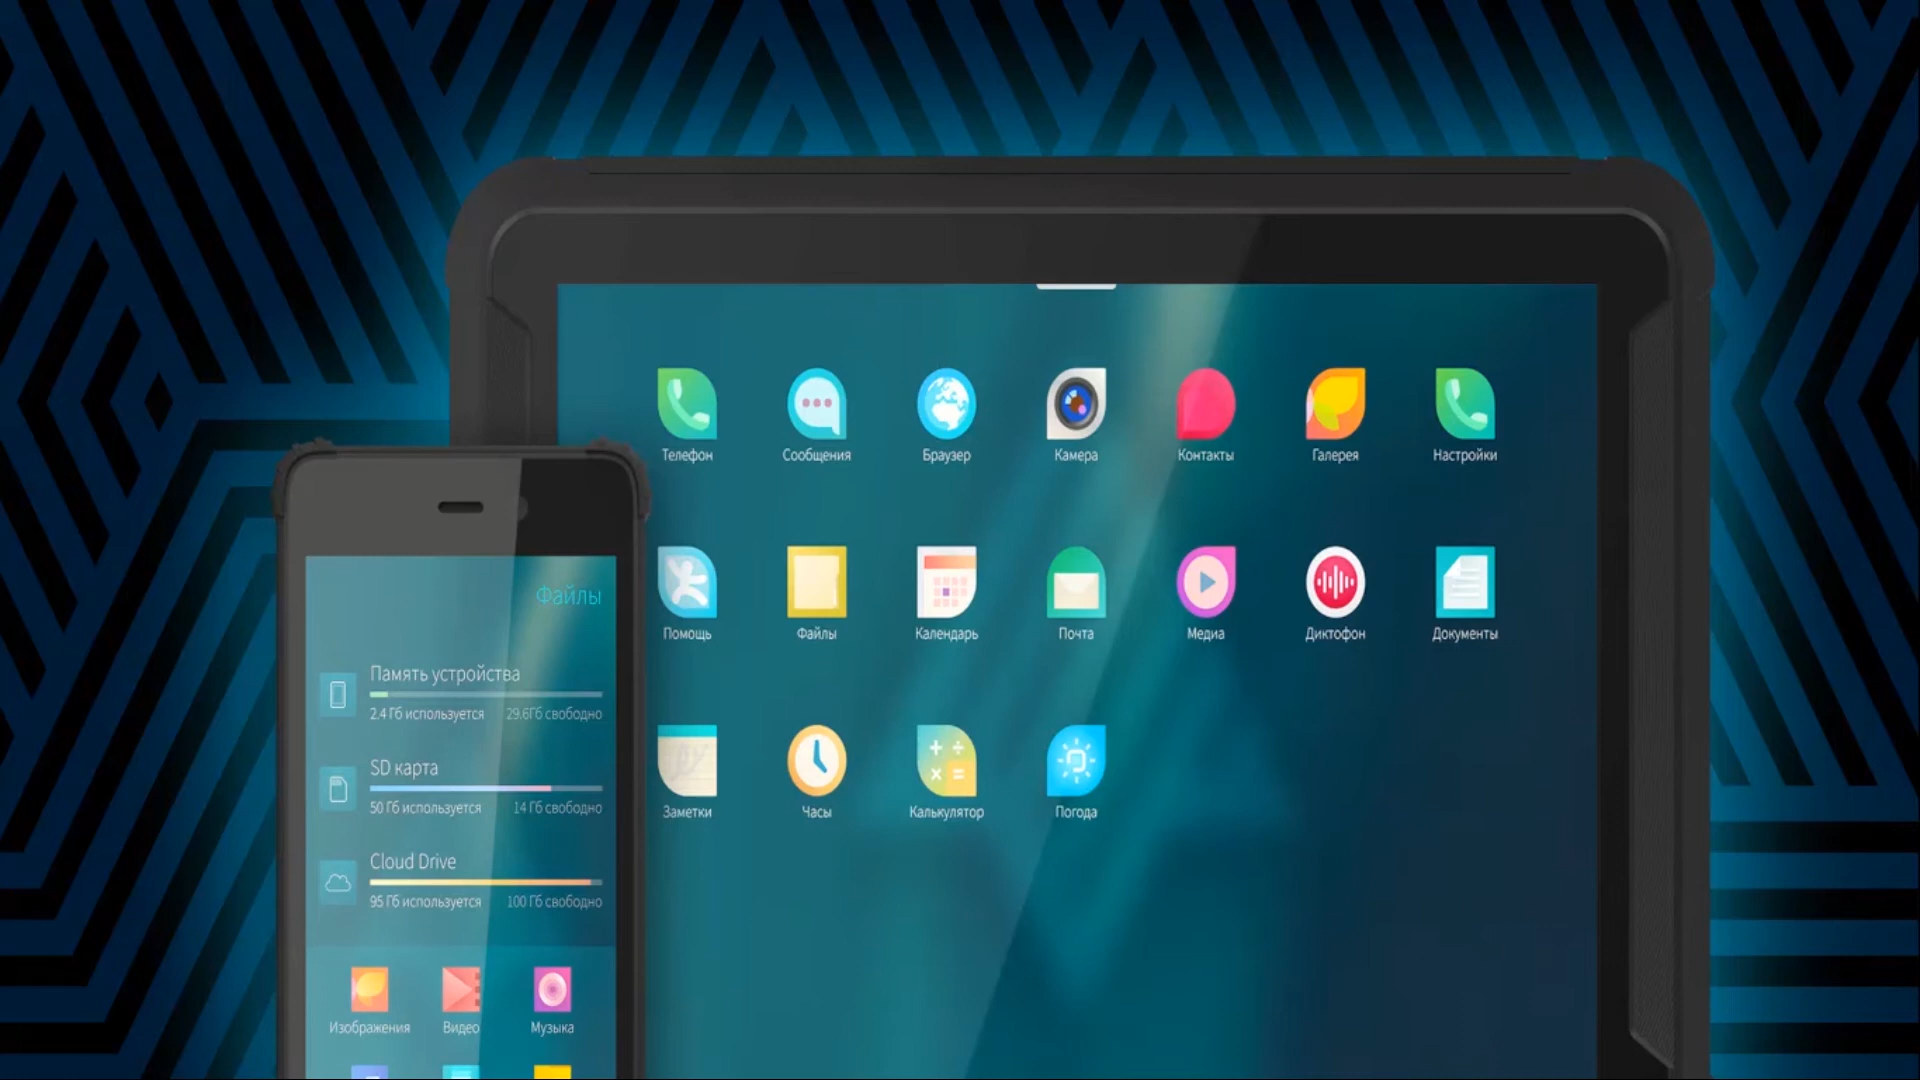 Телефон
Сообщения
Браузер
Камера
Контакты
Галерея
Настройки
Помощь
Файлы
Календарь
Почта
Медиа
Диктофон
Документы
Заметки
Часы
Калькулятор
Погода
Файлы
Память устройства
2.4 Гб используется 29.6Гб свободно
SD карта
50 Гб используется 14 Гб свободно
Cloud Drive
95 Гб используется 100 Гб свободно
Изображения
Видео
Музыка